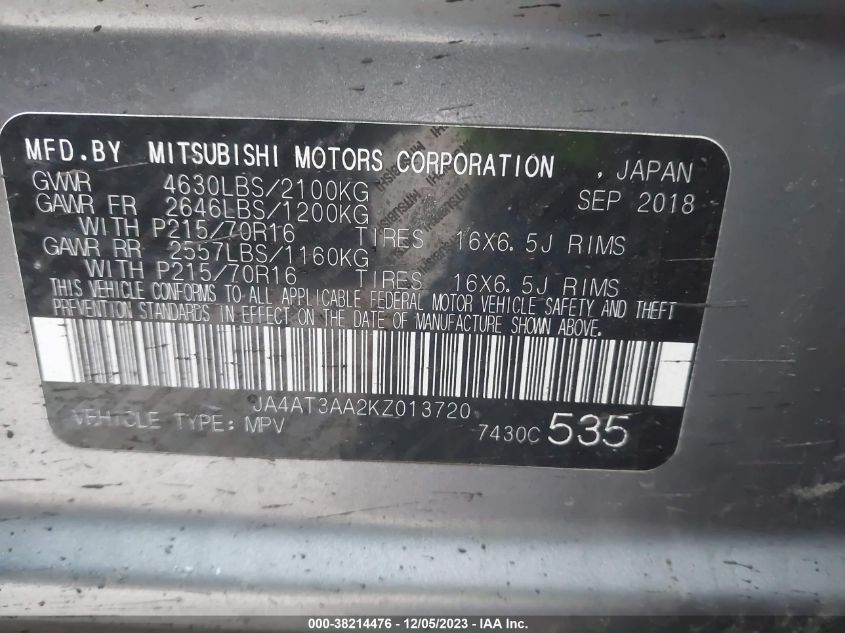 MFD.BY MITSUBISHI MOTORS CORPORATION , JAPAN
GVWR 4630LBS/2100KG SEP 2018
GAWR FR 2646LBS/1200KG
WITH P215/70R16 TIRES 16X6.5J RIMS
GAWR RR 2557LBS/1160KG
WITH P215/70R16 TIRES 16X6.5J RIMS
THIS VEHICLE CONFORMS TO ALL APPLICABLE FEDERAL MOTOR VEHICLE SAFETY AND THEFT
PREVENTION STANDARDS IN EFFECT ON THE DATE OF MANUFACTURE SHOWN ABOVE.
JA4AT3AA2KZ013720
VEHICLE TYPE: MPV 7430C 535
000-38214476 - 12/05/2023 - IAA Inc.